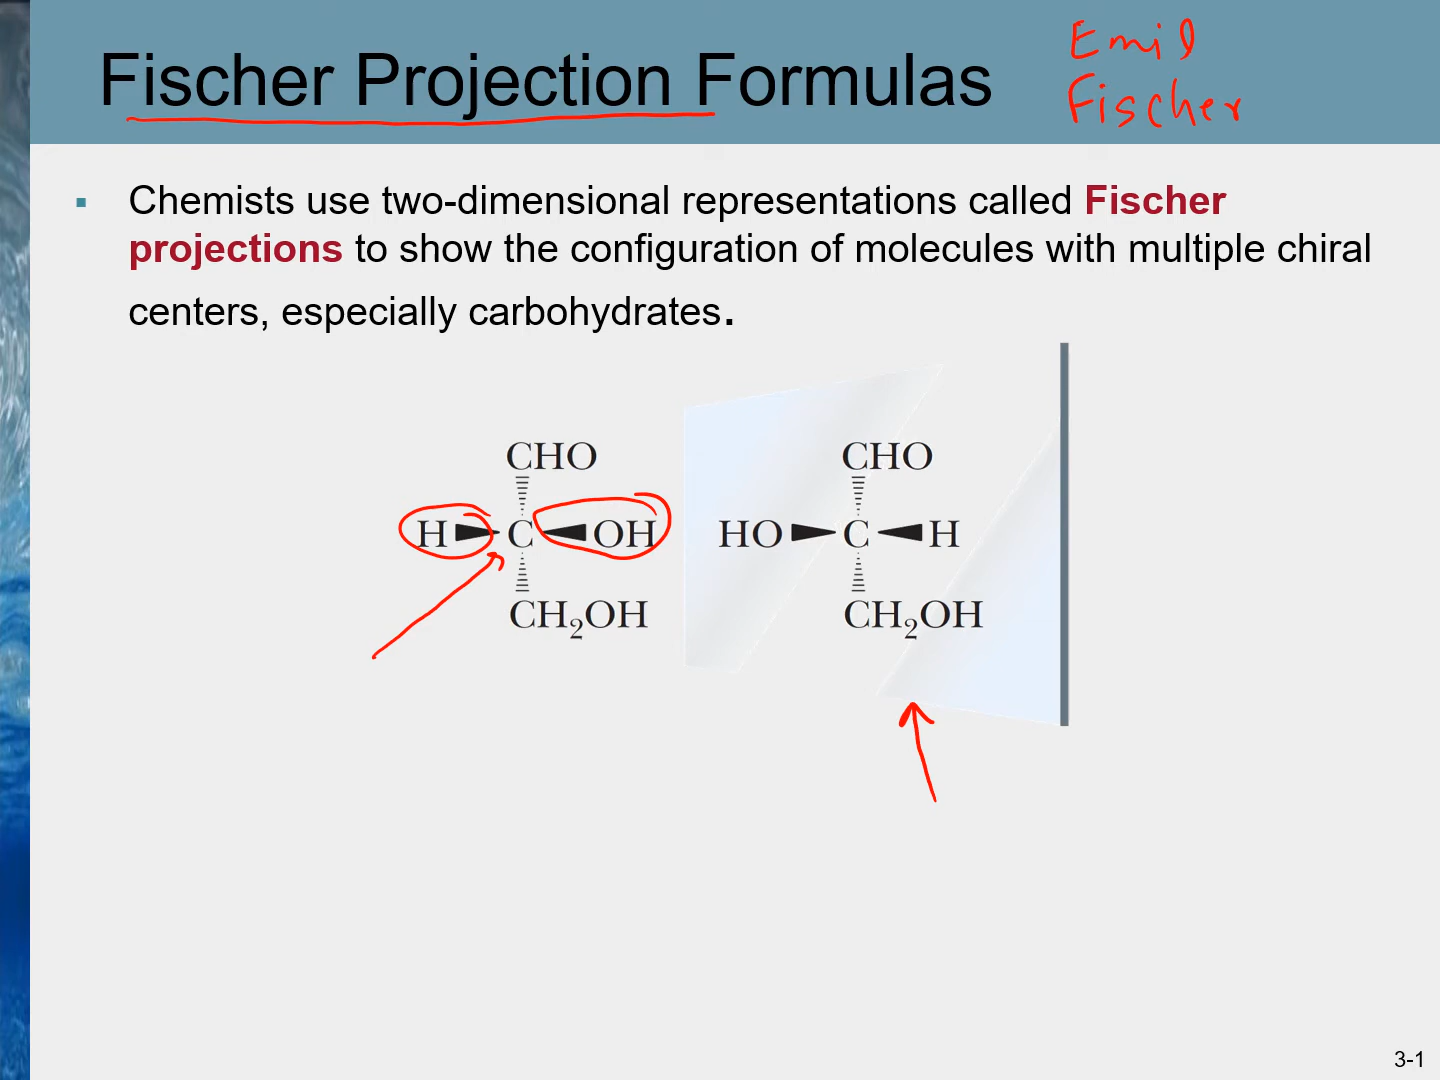 Fischer Projection Formulas
Emil
Fischer
Chemists use two-dimensional representations called Fischer
projections to show the configuration of molecules with multiple chiral
centers, especially carbohydrates.
CHO CHO
H C OH HO C H
CH₂OH CH₂OH
3-1